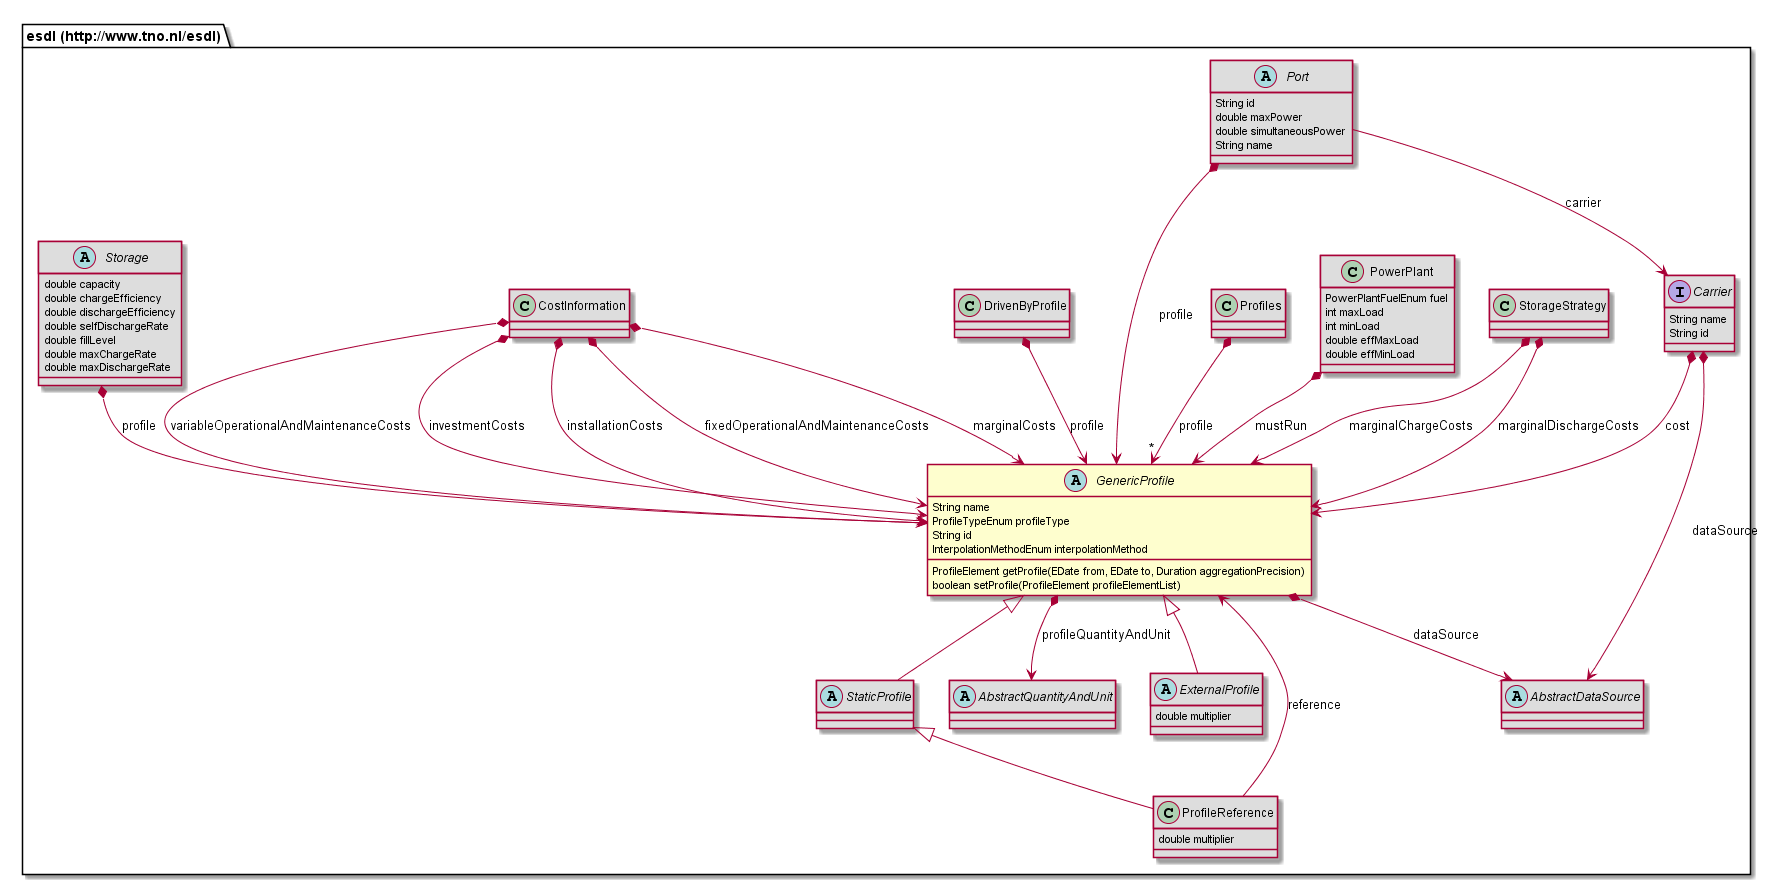 esdl (http://www.tno.nl/esdl)
A Port
String id
double maxPower
double simultaneousPower
String name
carrier
A Storage
double capacity
double chargeEfficiency
double dischargeEfficiency
double selfDischargeRate
double fillLevel
double maxChargeRate
double maxDischargeRate
C CostInformation
C DrivenByProfile
profile
C Profiles
C PowerPlant
PowerPlantFuelEnum fuel
int maxLoad
int minLoad
double effMaxLoad
double effMinLoad
C StorageStrategy
I Carrier
String name
String id
profile
variableOperationalAndMaintenanceCosts
investmentCosts
installationCosts
fixedOperationalAndMaintenanceCosts
marginalCosts
profile
profile
*
mustRun
marginalChargeCosts
marginalDischargeCosts
cost
A GenericProfile
String name
ProfileTypeEnum profileType
String id
InterpolationMethodEnum interpolationMethod
ProfileElement getProfile(EDate from, EDate to, Duration aggregationPrecision)
boolean setProfile(ProfileElement profileElementList)
dataSource
profileQuantityAndUnit
dataSource
A StaticProfile
A AbstractQuantityAndUnit
A ExternalProfile
double multiplier
reference
A AbstractDataSource
C ProfileReference
double multiplier